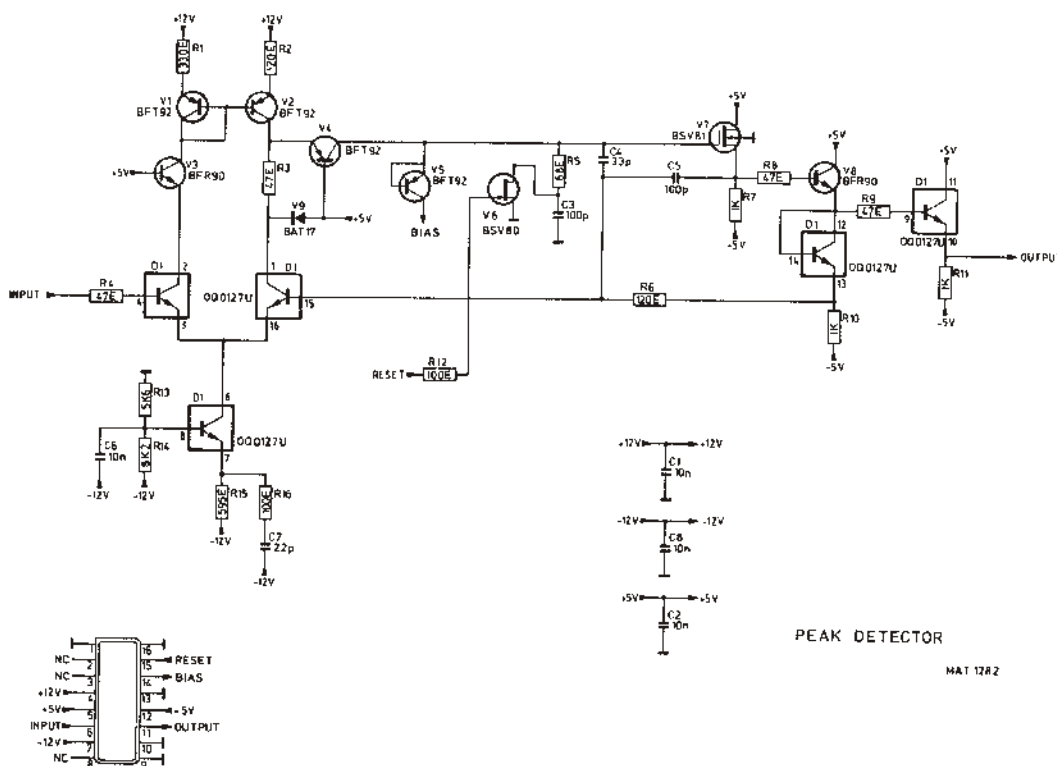 +12V
+12V
R1
330E
R2
120E
V1
BFT92
V2
BFT92
V3
BFR90
+5V
R3
47E
V4
BFT92
V9
BAT17
+5V
V5
BFT92
BIAS
V6
BSV80
R5
68E
C3
100p
C4
33p
C5
160p
V7
BSV81
+5V
R7
1K
-5V
R8
47E
V8
BFR90
+5V
R9
47E
D1
+5V
11
9
OQ0127U
10
OUTPUT
R11
1K
-5V
D1
12
14
OQ0127U
13
R10
1K
-5V
INPUT
R4
47E
D1
2
4
3
OQ0127U
1
D1
15
16
R6
120E
RESET
R12
100E
R13
5K6
R14
8K2
C6
10n
-12V
-12V
D1
6
8
7
OQ0127U
R15
595E
-12V
R16
100E
C7
22p
-12V
+12V
+12V
C1
10n
-12V
-12V
C8
10n
+5V
+5V
C2
10n
PEAK DETECTOR
MAT 1282
1
16
NC
2
15
RESET
NC
3
14
BIAS
+12V
4
13
+5V
5
12
-5V
INPUT
6
11
OUTPUT
-12V
7
10
NC
8
9